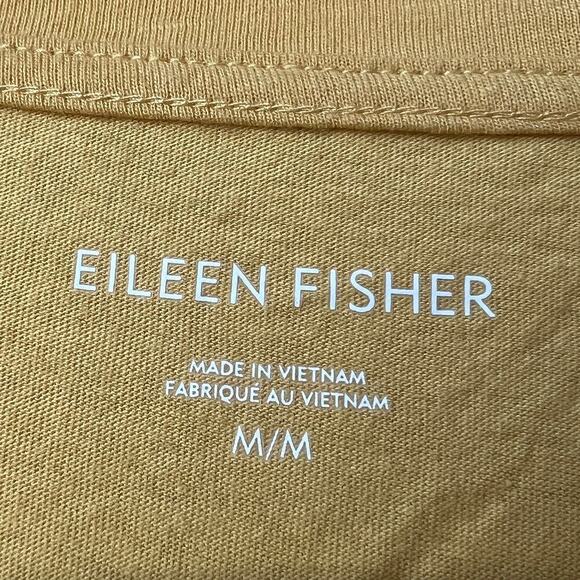 EILEEN FISHER
MADE IN VIETNAM
FABRIQUÉ AU VIETNAM
M/M